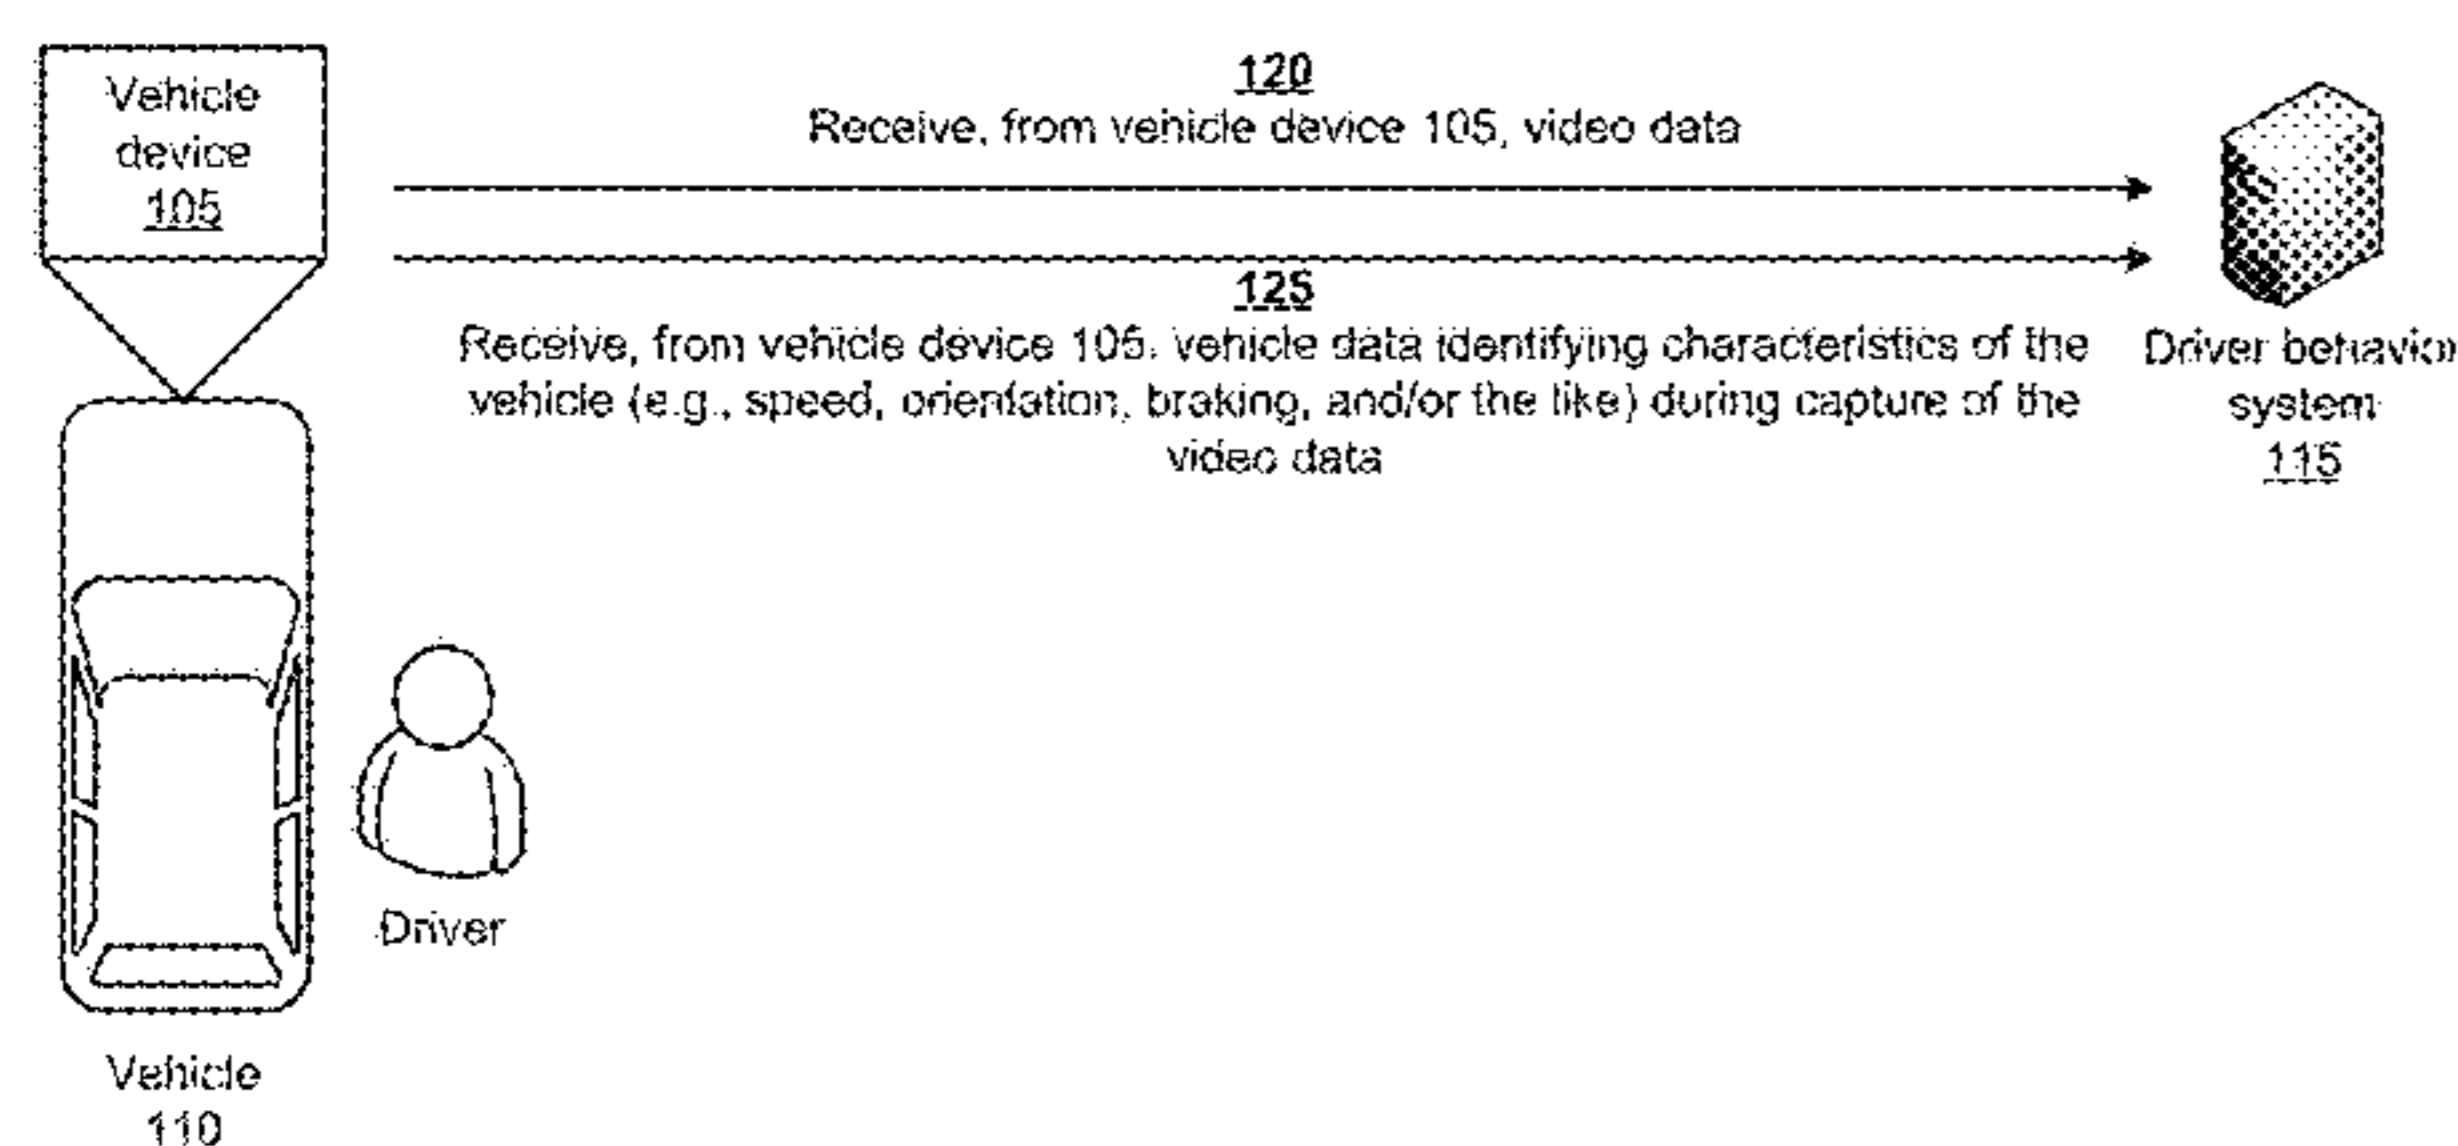 Vehicle
device
105
120
Receive, from vehicle device 105, video data
125
Receive, from vehicle device 105, vehicle data identifying characteristics of the
vehicle (e.g., speed, orientation, braking, and/or the like) during capture of the
video data
Driver behavior
system
115
Driver
Vehicle
110